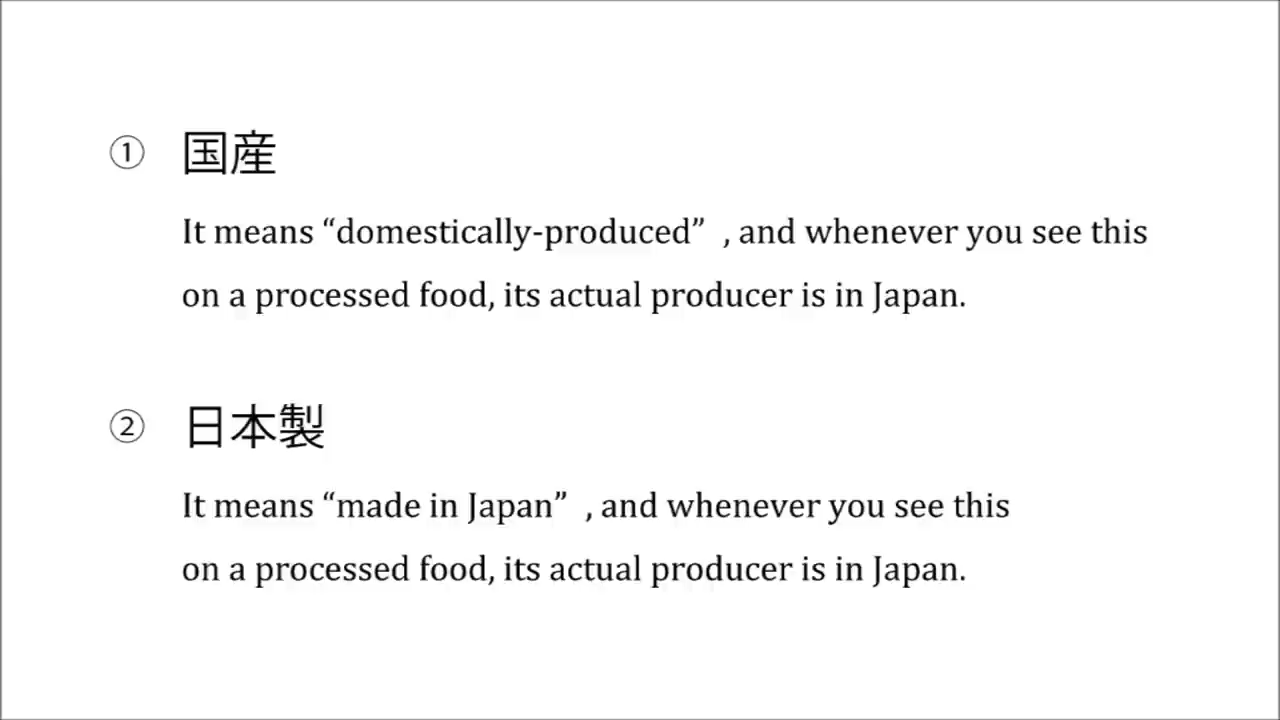 ① 国産
It means “domestically-produced” , and whenever you see this
on a processed food, its actual producer is in Japan.
② 日本製
It means “made in Japan” , and whenever you see this
on a processed food, its actual producer is in Japan.